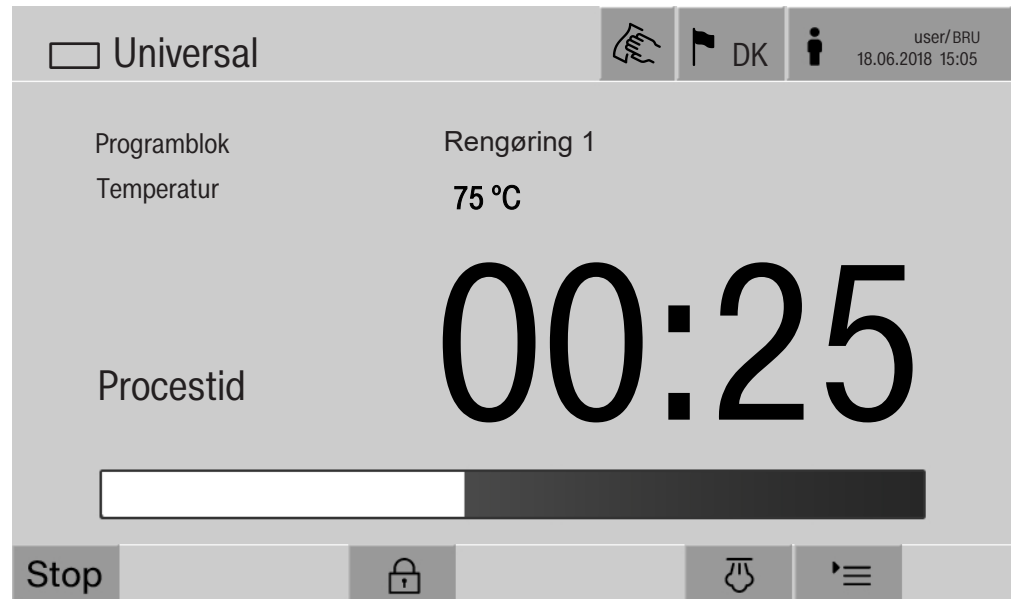 Universal
DK
user/BRU
18.06.2018 15:05
Programblok
Rengøring 1
Temperatur
75 °C
Procestid
00:25
Stop